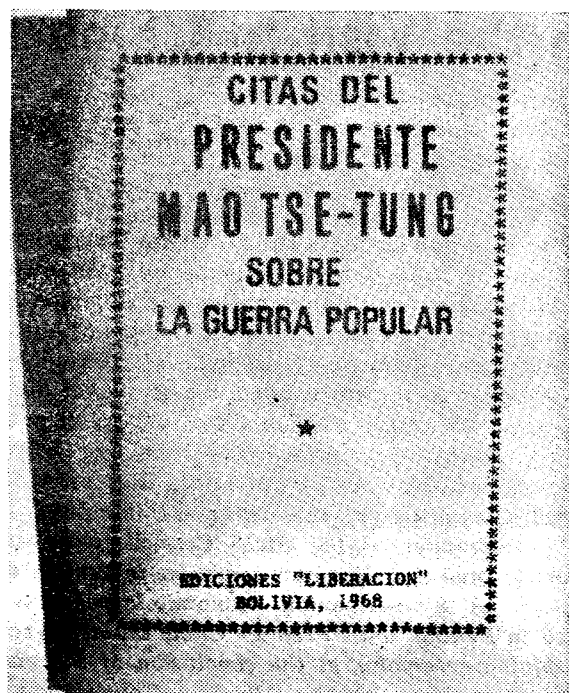 CITAS DEL
PRESIDENTE
MAO TSE-TUNG
SOBRE
LA GUERRA POPULAR
EDICIONES "LIBERACION"
BOLIVIA, 1968